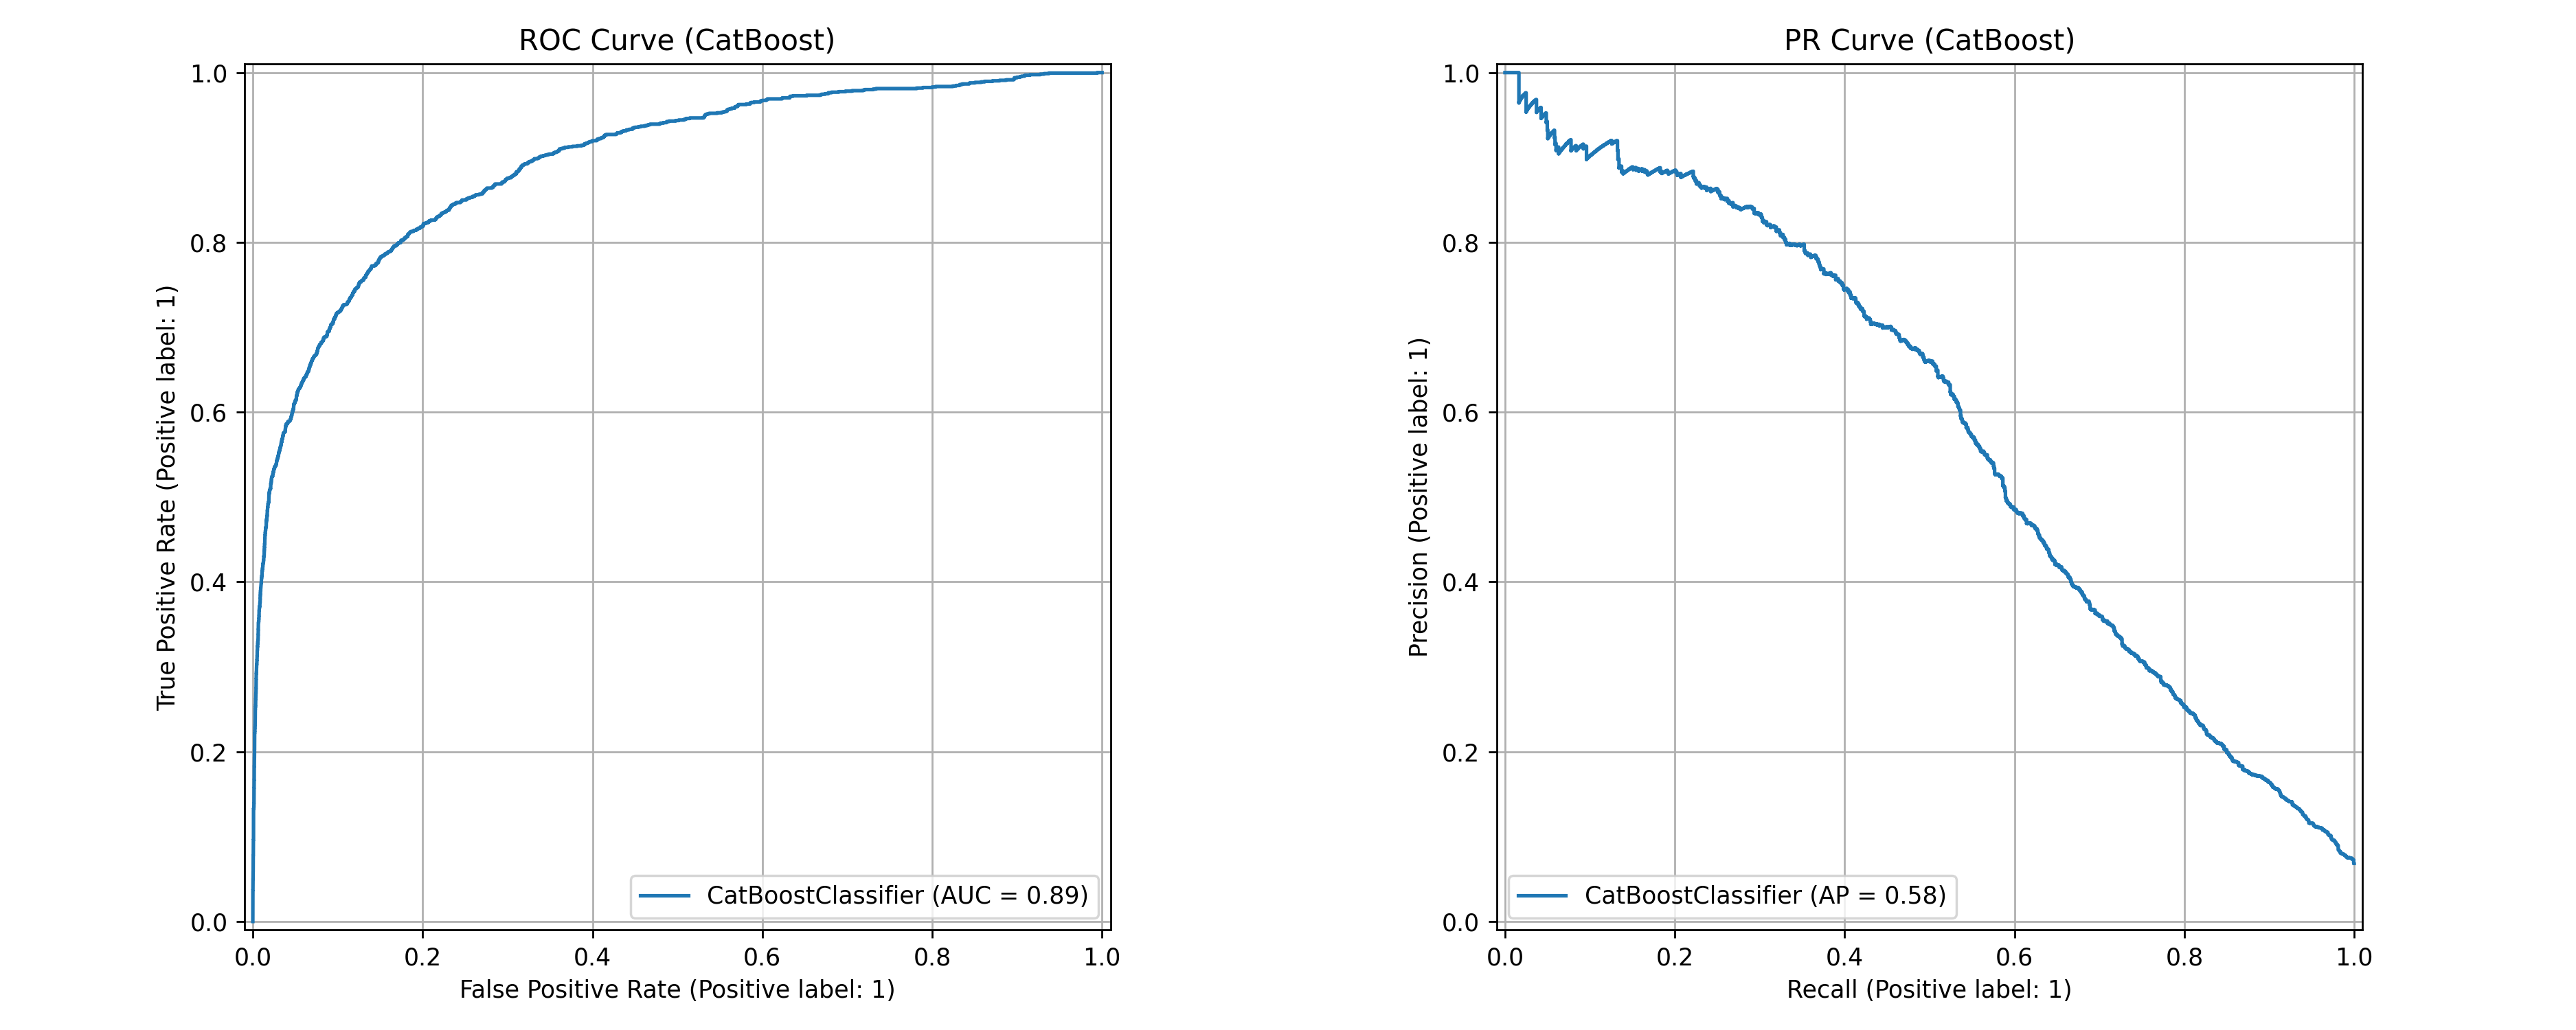 ROC Curve (CatBoost)
True Positive Rate (Positive label: 1)
1.0
0.8
0.6
0.4
0.2
0.0
CatBoostClassifier (AUC = 0.89)
0.0 0.2 0.4 0.6 0.8 1.0
False Positive Rate (Positive label: 1)
PR Curve (CatBoost)
Precision (Positive label: 1)
1.0
0.8
0.6
0.4
0.2
0.0
CatBoostClassifier (AP = 0.58)
0.0 0.2 0.4 0.6 0.8 1.0
Recall (Positive label: 1)